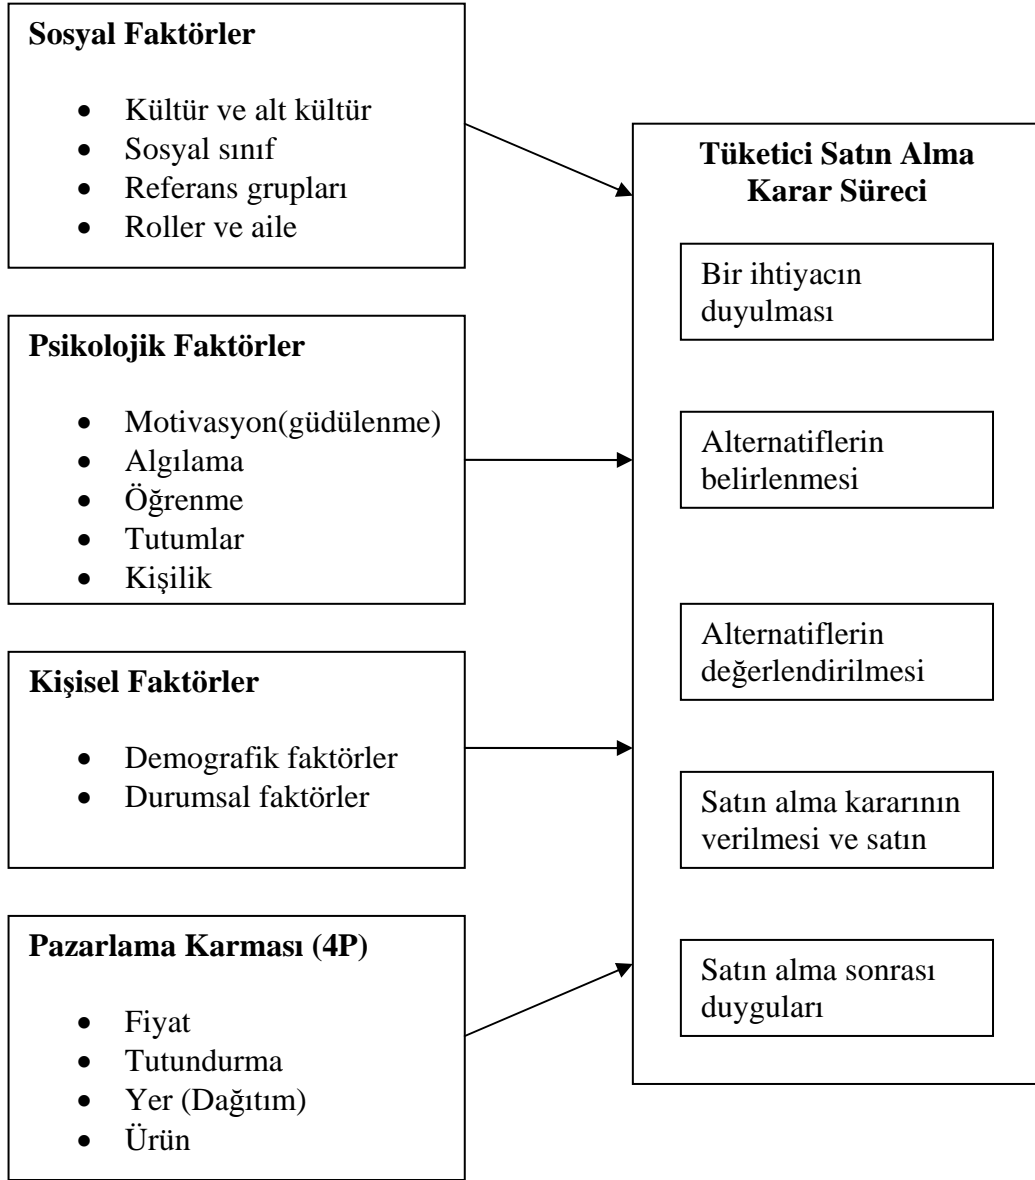 Sosyal Faktörler
• Kültür ve alt kültür
• Sosyal sınıf
• Referans grupları
• Roller ve aile
Psikolojik Faktörler
• Motivasyon(güdülenme)
• Algılama
• Öğrenme
• Tutumlar
• Kişilik
Kişisel Faktörler
• Demografik faktörler
• Durumsal faktörler
Pazarlama Karması (4P)
• Fiyat
• Tutundurma
• Yer (Dağıtım)
• Ürün
Tüketici Satın Alma
Karar Süreci
Bir ihtiyacın
duyulması
Alternatiflerin
belirlenmesi
Alternatiflerin
değerlendirilmesi
Satın alma kararının
verilmesi ve satın
Satın alma sonrası
duyguları